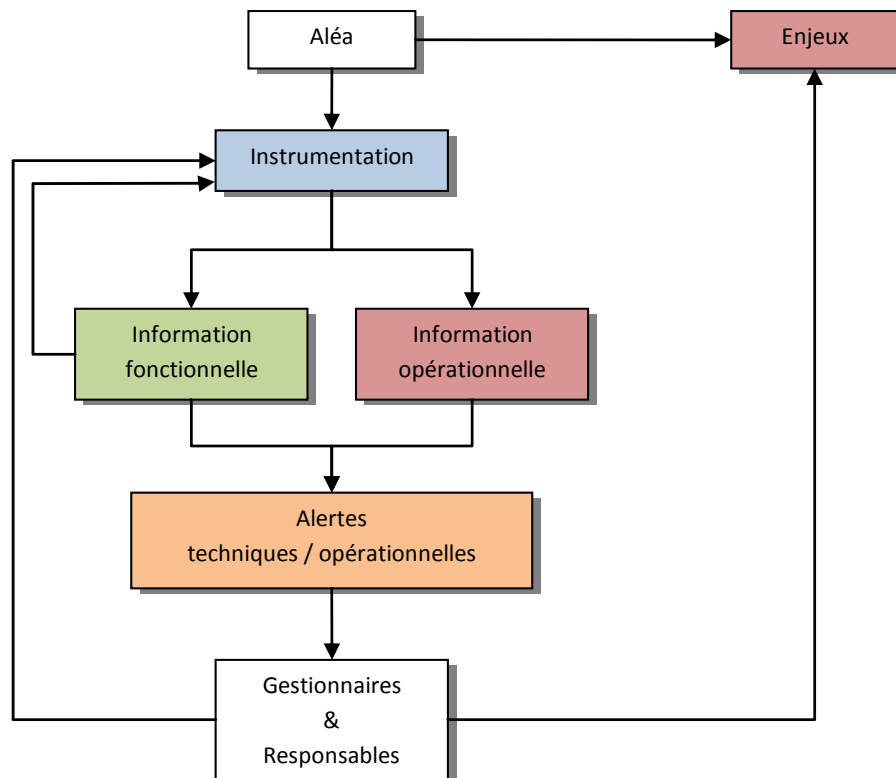 Aléa
Enjeux
Instrumentation
Information
fonctionnelle
Information
opérationnelle
Alertes
techniques / opérationnelles
Gestionnaires
&
Responsables